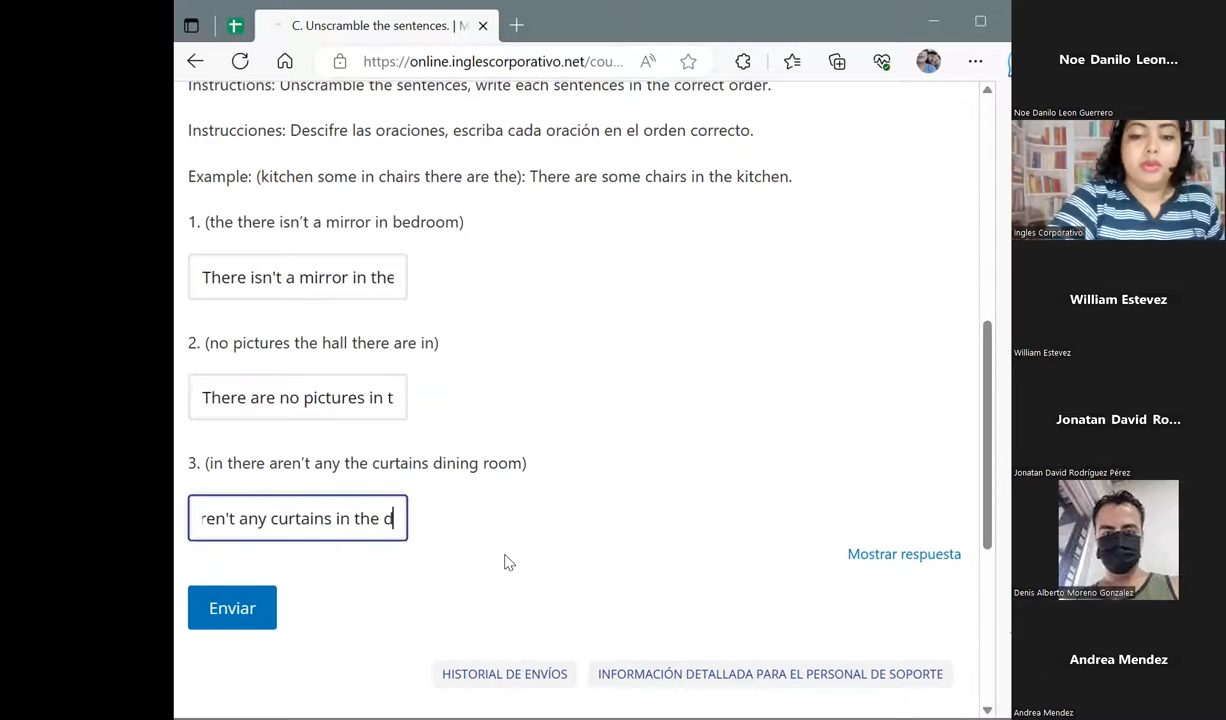 C. Unscramble the sentences. | M
https://online.inglescorporativo.net/cou...
Instructions: Unscramble the sentences, write each sentences in the correct order.
Instrucciones: Descifre las oraciones, escriba cada oración en el orden correcto.
Example: (kitchen some in chairs there are the): There are some chairs in the kitchen.
1. (the there isn’t a mirror in bedroom)
There isn't a mirror in the
2. (no pictures the hall there are in)
There are no pictures in t
3. (in there aren’t any the curtains dining room)
ren't any curtains in the d
Mostrar respuesta
Enviar
HISTORIAL DE ENVÍOS
INFORMACIÓN DETALLADA PARA EL PERSONAL DE SOPORTE
Noe Danilo Leon...
Noe Danilo Leon Guerrero
Ingles Corporativo
William Estevez
William Estevez
Jonatan David Ro...
Jonatan David Rodríguez Pérez
Denis Alberto Moreno Gonzalez
Andrea Mendez
Andrea Mendez